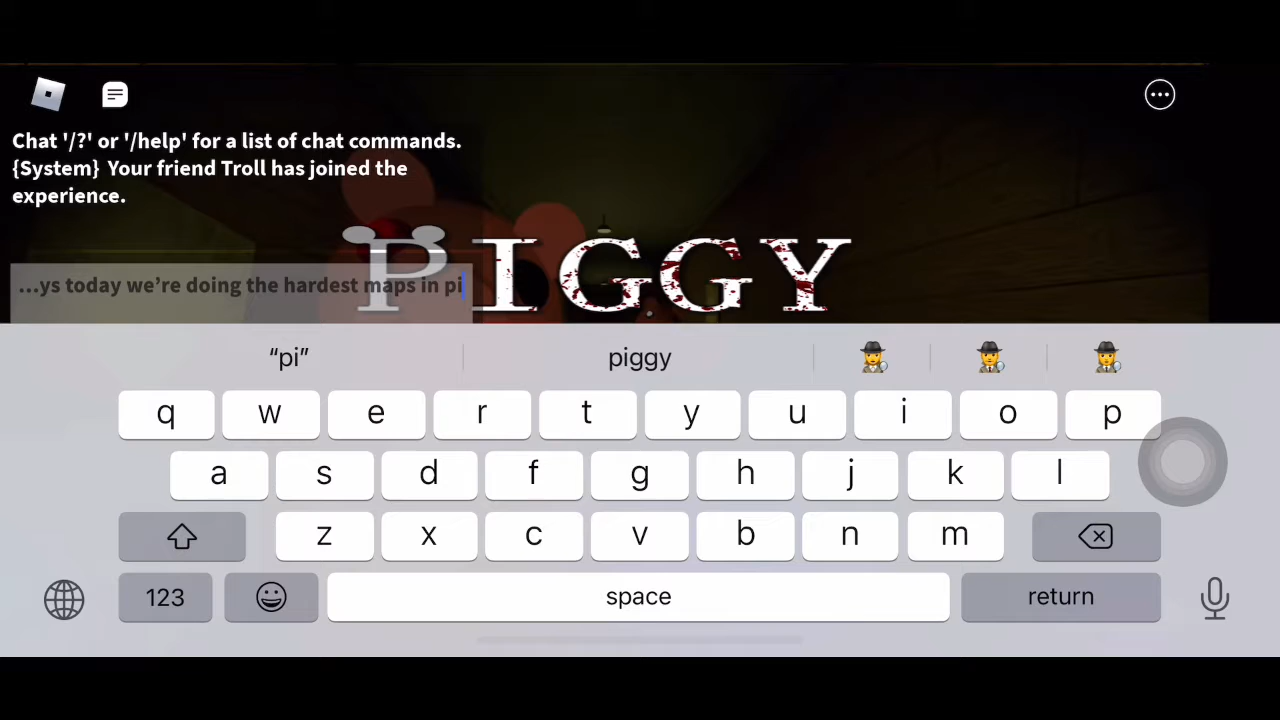 Chat '/?' or '/help' for a list of chat commands.
{System} Your friend Troll has joined the
experience.
PIGGY
…ys today we’re doing the hardest maps in pi
“pi” piggy
q w e r t y u i o p
a s d f g h j k l
z x c v b n m
123 space return